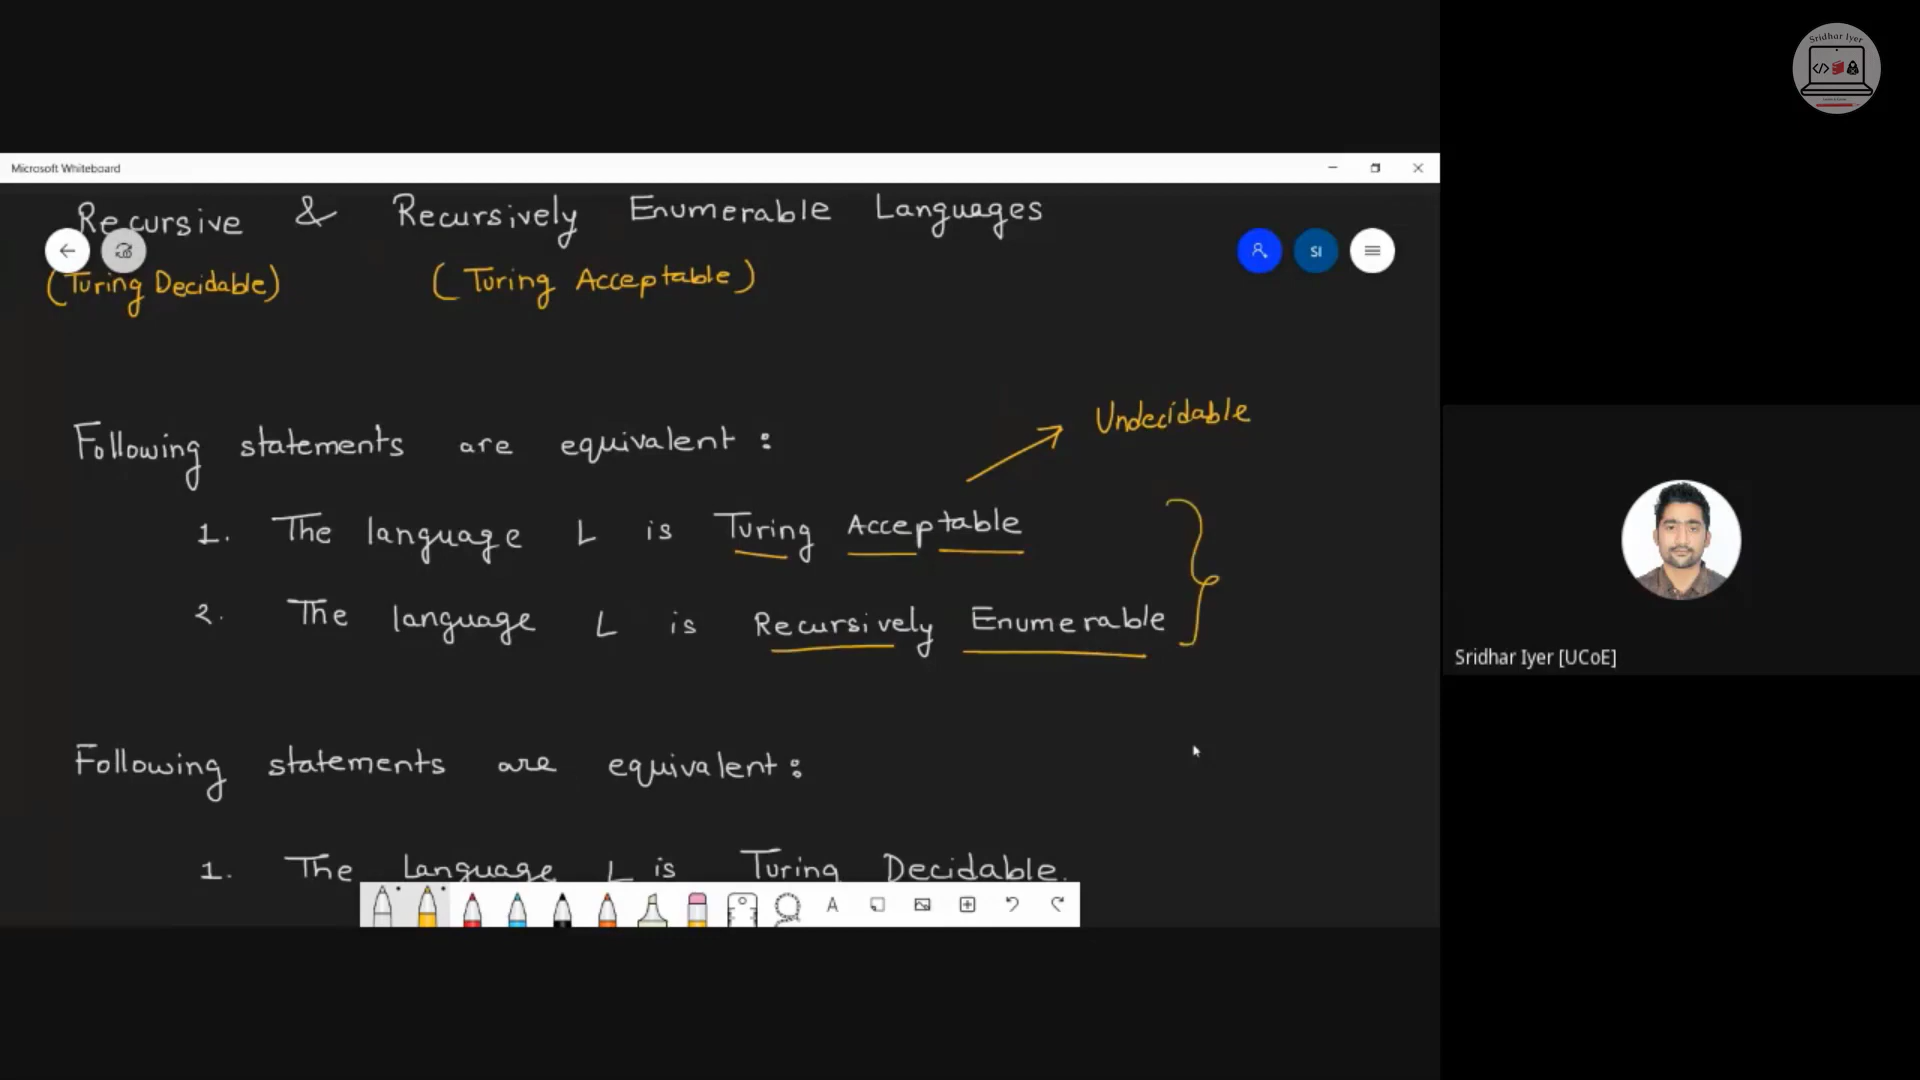 Sridhar Iyer
Microsoft Whiteboard
Recursive & Recursively Enumerable Languages
SI
(Turing Decidable) (Turing Acceptable)
Undecidable
Following statements are equivalent:
1. The language L is Turing Acceptable
2. The language L is Recursively Enumerable
Sridhar Iyer [UCoE]
Following statements are equivalent:
1. The Language L is Turing Decidable.
A